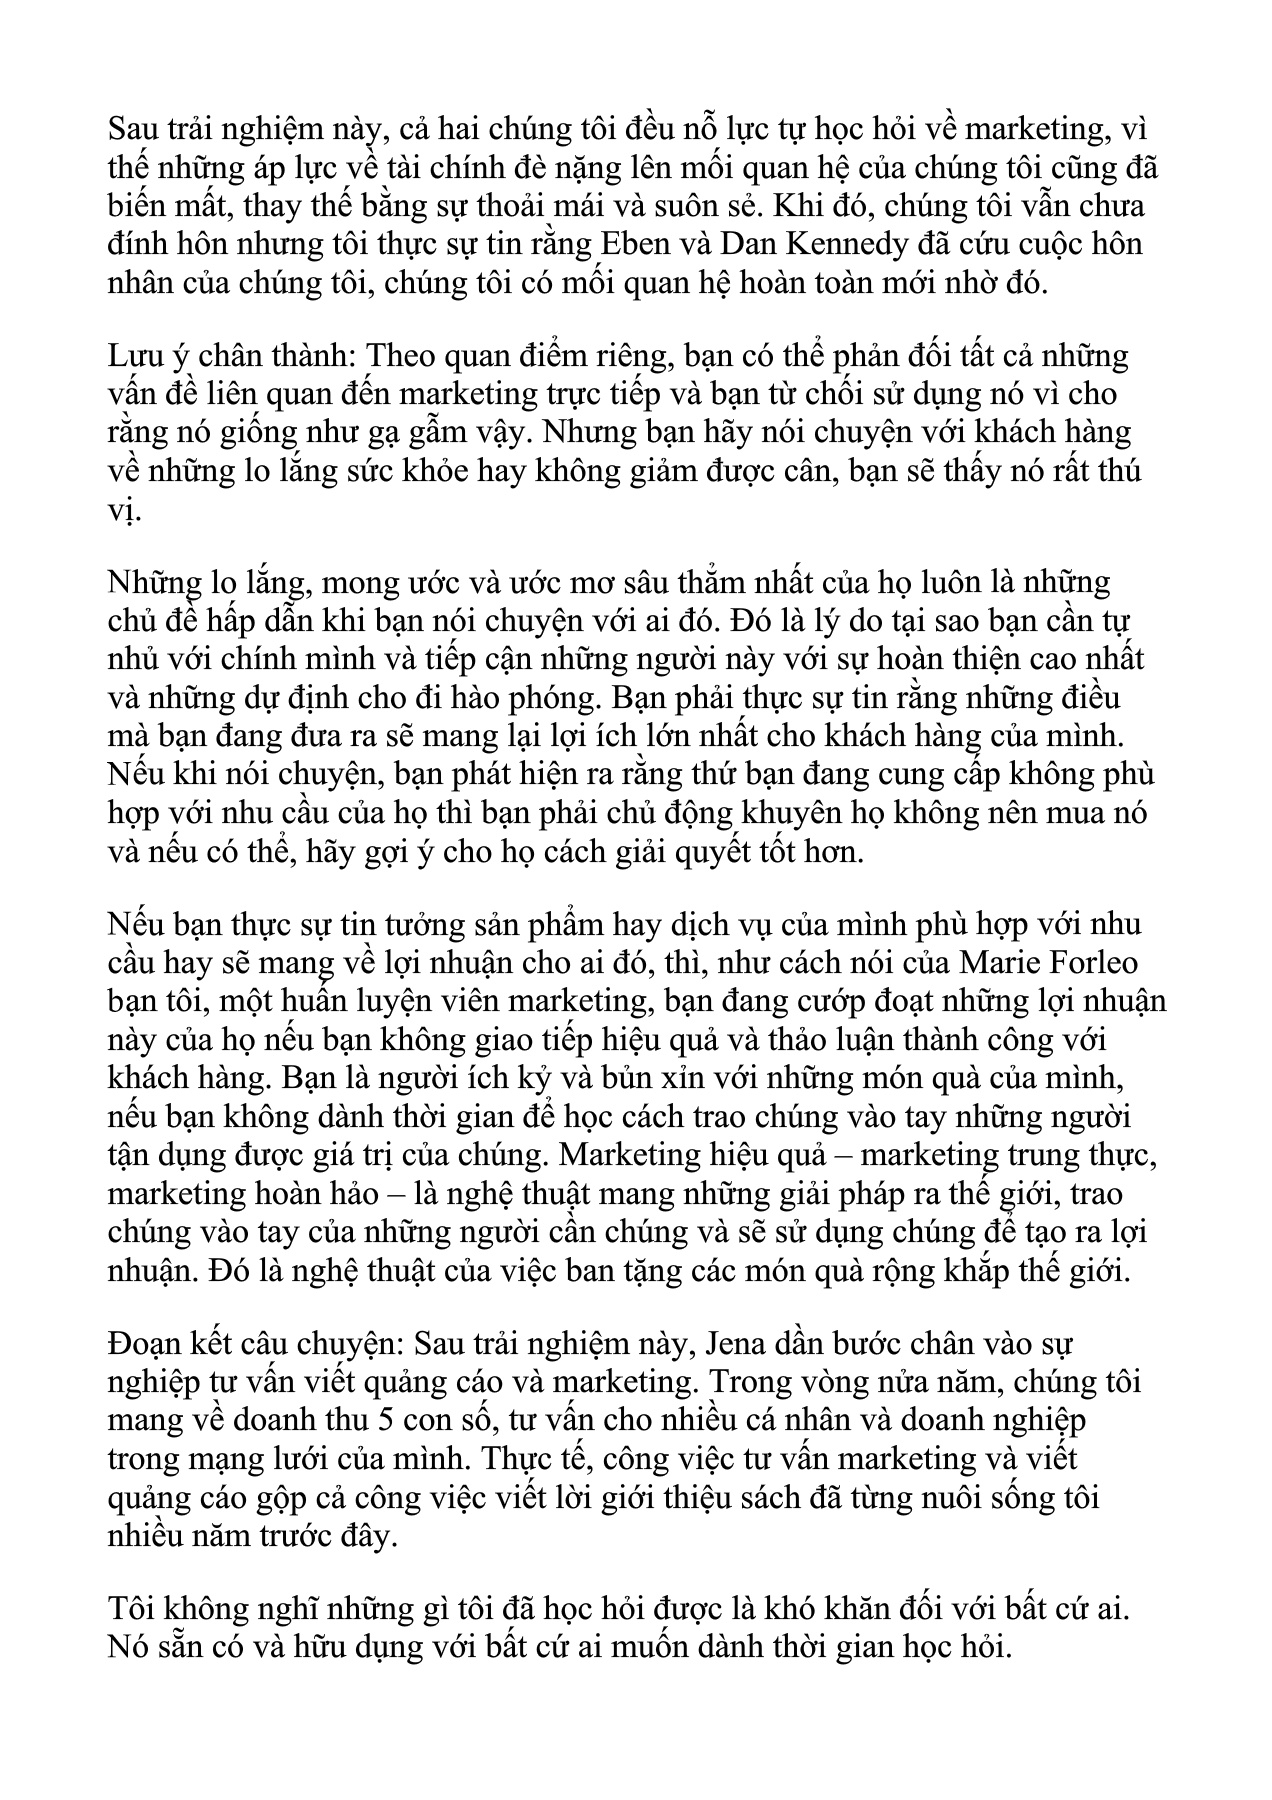 Sau trải nghiệm này, cả hai chúng tôi đều nỗ lực tự học hỏi về marketing, vì
thế những áp lực về tài chính đè nặng lên mối quan hệ của chúng tôi cũng đã
biến mất, thay thế bằng sự thoải mái và suôn sẻ. Khi đó, chúng tôi vẫn chưa
đính hôn nhưng tôi thực sự tin rằng Eben và Dan Kennedy đã cứu cuộc hôn
nhân của chúng tôi, chúng tôi có mối quan hệ hoàn toàn mới nhờ đó.
Lưu ý chân thành: Theo quan điểm riêng, bạn có thể phản đối tất cả những
vấn đề liên quan đến marketing trực tiếp và bạn từ chối sử dụng nó vì cho
rằng nó giống như gạ gẫm vậy. Nhưng bạn hãy nói chuyện với khách hàng
về những lo lắng sức khỏe hay không giảm được cân, bạn sẽ thấy nó rất thú
vị.
Những lo lắng, mong ước và ước mơ sâu thẳm nhất của họ luôn là những
chủ đề hấp dẫn khi bạn nói chuyện với ai đó. Đó là lý do tại sao bạn cần tự
nhủ với chính mình và tiếp cận những người này với sự hoàn thiện cao nhất
và những dự định cho đi hào phóng. Bạn phải thực sự tin rằng những điều
mà bạn đang đưa ra sẽ mang lại lợi ích lớn nhất cho khách hàng của mình.
Nếu khi nói chuyện, bạn phát hiện ra rằng thứ bạn đang cung cấp không phù
hợp với nhu cầu của họ thì bạn phải chủ động khuyên họ không nên mua nó
và nếu có thể, hãy gợi ý cho họ cách giải quyết tốt hơn.
Nếu bạn thực sự tin tưởng sản phẩm hay dịch vụ của mình phù hợp với nhu
cầu hay sẽ mang về lợi nhuận cho ai đó, thì, như cách nói của Marie Forleo
bạn tôi, một huấn luyện viên marketing, bạn đang cướp đoạt những lợi nhuận
này của họ nếu bạn không giao tiếp hiệu quả và thảo luận thành công với
khách hàng. Bạn là người ích kỷ và bủn xỉn với những món quà của mình,
nếu bạn không dành thời gian để học cách trao chúng vào tay những người
tận dụng được giá trị của chúng. Marketing hiệu quả – marketing trung thực,
marketing hoàn hảo – là nghệ thuật mang những giải pháp ra thế giới, trao
chúng vào tay của những người cần chúng và sẽ sử dụng chúng để tạo ra lợi
nhuận. Đó là nghệ thuật của việc ban tặng các món quà rộng khắp thế giới.
Đoạn kết câu chuyện: Sau trải nghiệm này, Jena dần bước chân vào sự
nghiệp tư vấn viết quảng cáo và marketing. Trong vòng nửa năm, chúng tôi
mang về doanh thu 5 con số, tư vấn cho nhiều cá nhân và doanh nghiệp
trong mạng lưới của mình. Thực tế, công việc tư vấn marketing và viết
quảng cáo gộp cả công việc viết lời giới thiệu sách đã từng nuôi sống tôi
nhiều năm trước đây.
Tôi không nghĩ những gì tôi đã học hỏi được là khó khăn đối với bất cứ ai.
Nó sẵn có và hữu dụng với bất cứ ai muốn dành thời gian học hỏi.